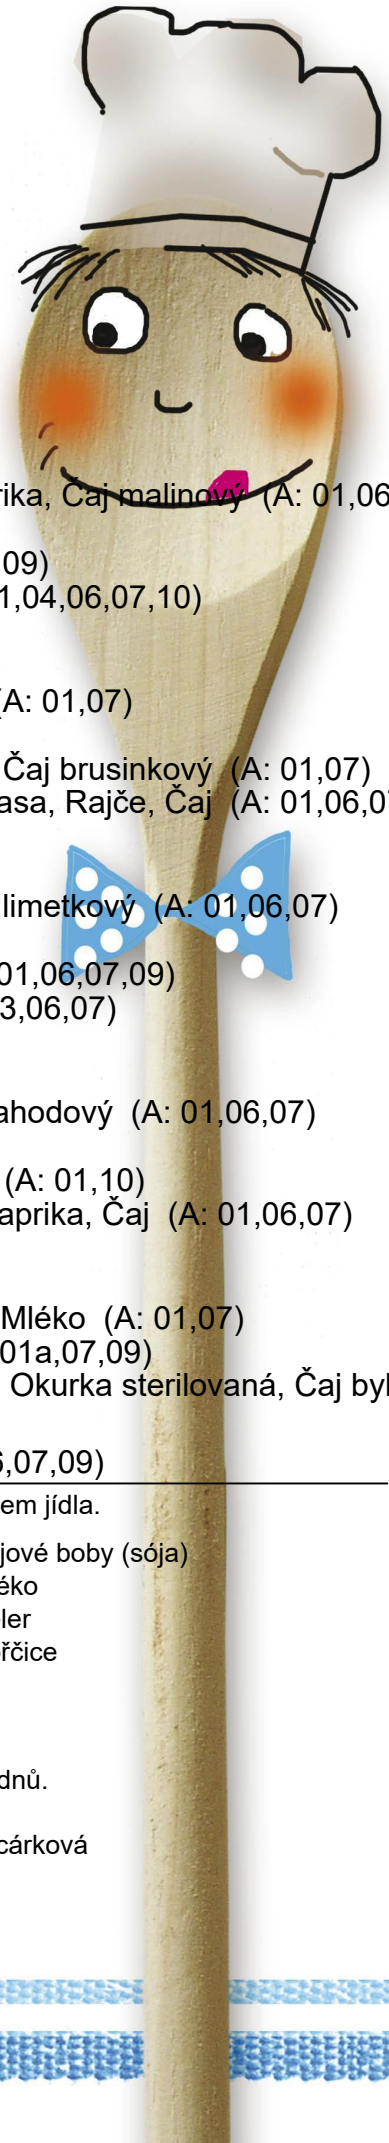 rika, Čaj malinový (A: 01,06
09)
1,04,06,07,10)
(A: 01,07)
Čaj brusinkový (A: 01,07)
asa, Rajče, Čaj (A: 01,06,07
limetkový (A: 01,06,07)
01,06,07,09)
3,06,07)
ahodový (A: 01,06,07)
(A: 01,10)
aprika, Čaj (A: 01,06,07)
Mléko (A: 01,07)
01a,07,09)
Okurka sterilovaná, Čaj byl
6,07,09)
em jídla.
jové boby (sója)
éko
ler
řčice
dnů.
cárková